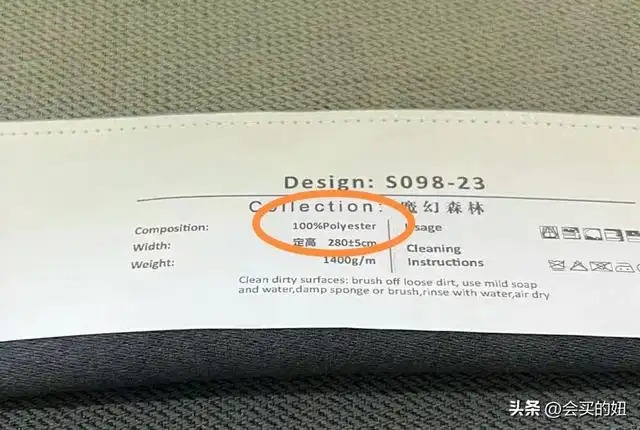 Design: S098-23
Collection: 魔幻森林
Composition: 100%Polyester
Width: 定高 280±5cm
Weight: 1400g/m
Usage
Cleaning
Instructions
Clean dirty surfaces: brush off loose dirt, use mild soap
and water,damp sponge or brush,rinse with water,air dry
头条 @会买的妞